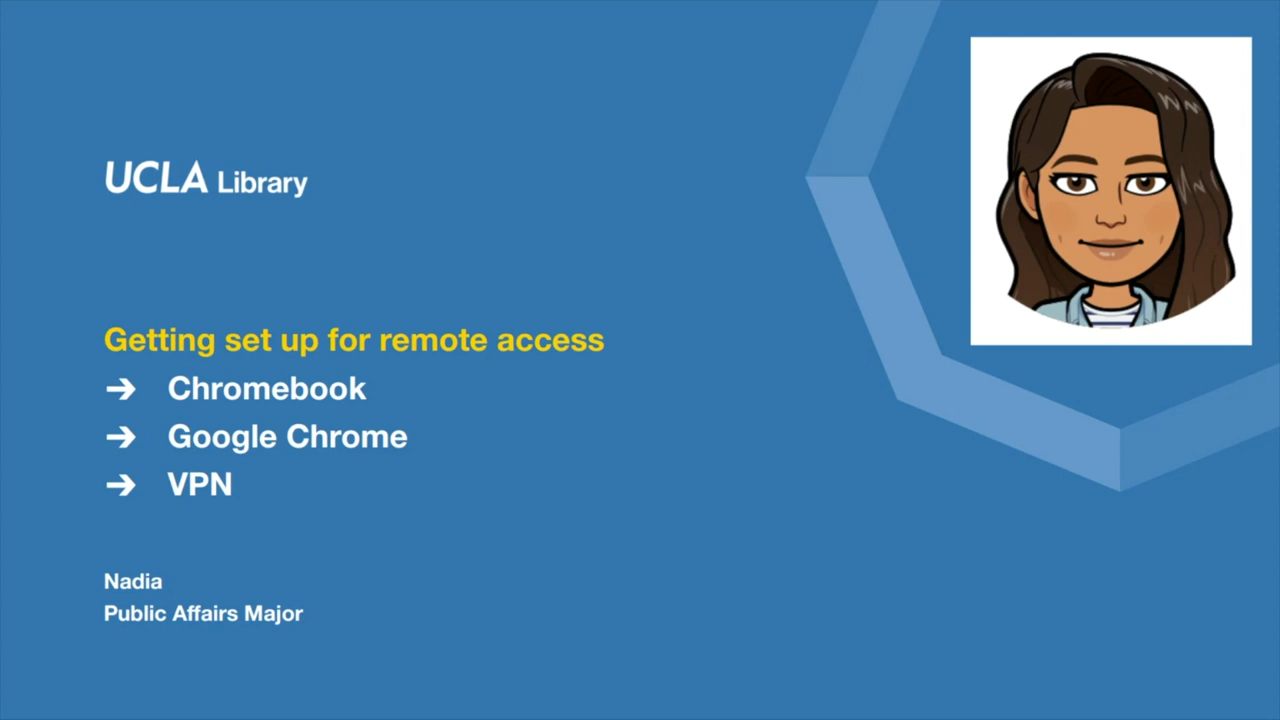 UCLA Library
Getting set up for remote access
➔ Chromebook
➔ Google Chrome
➔ VPN
Nadia
Public Affairs Major